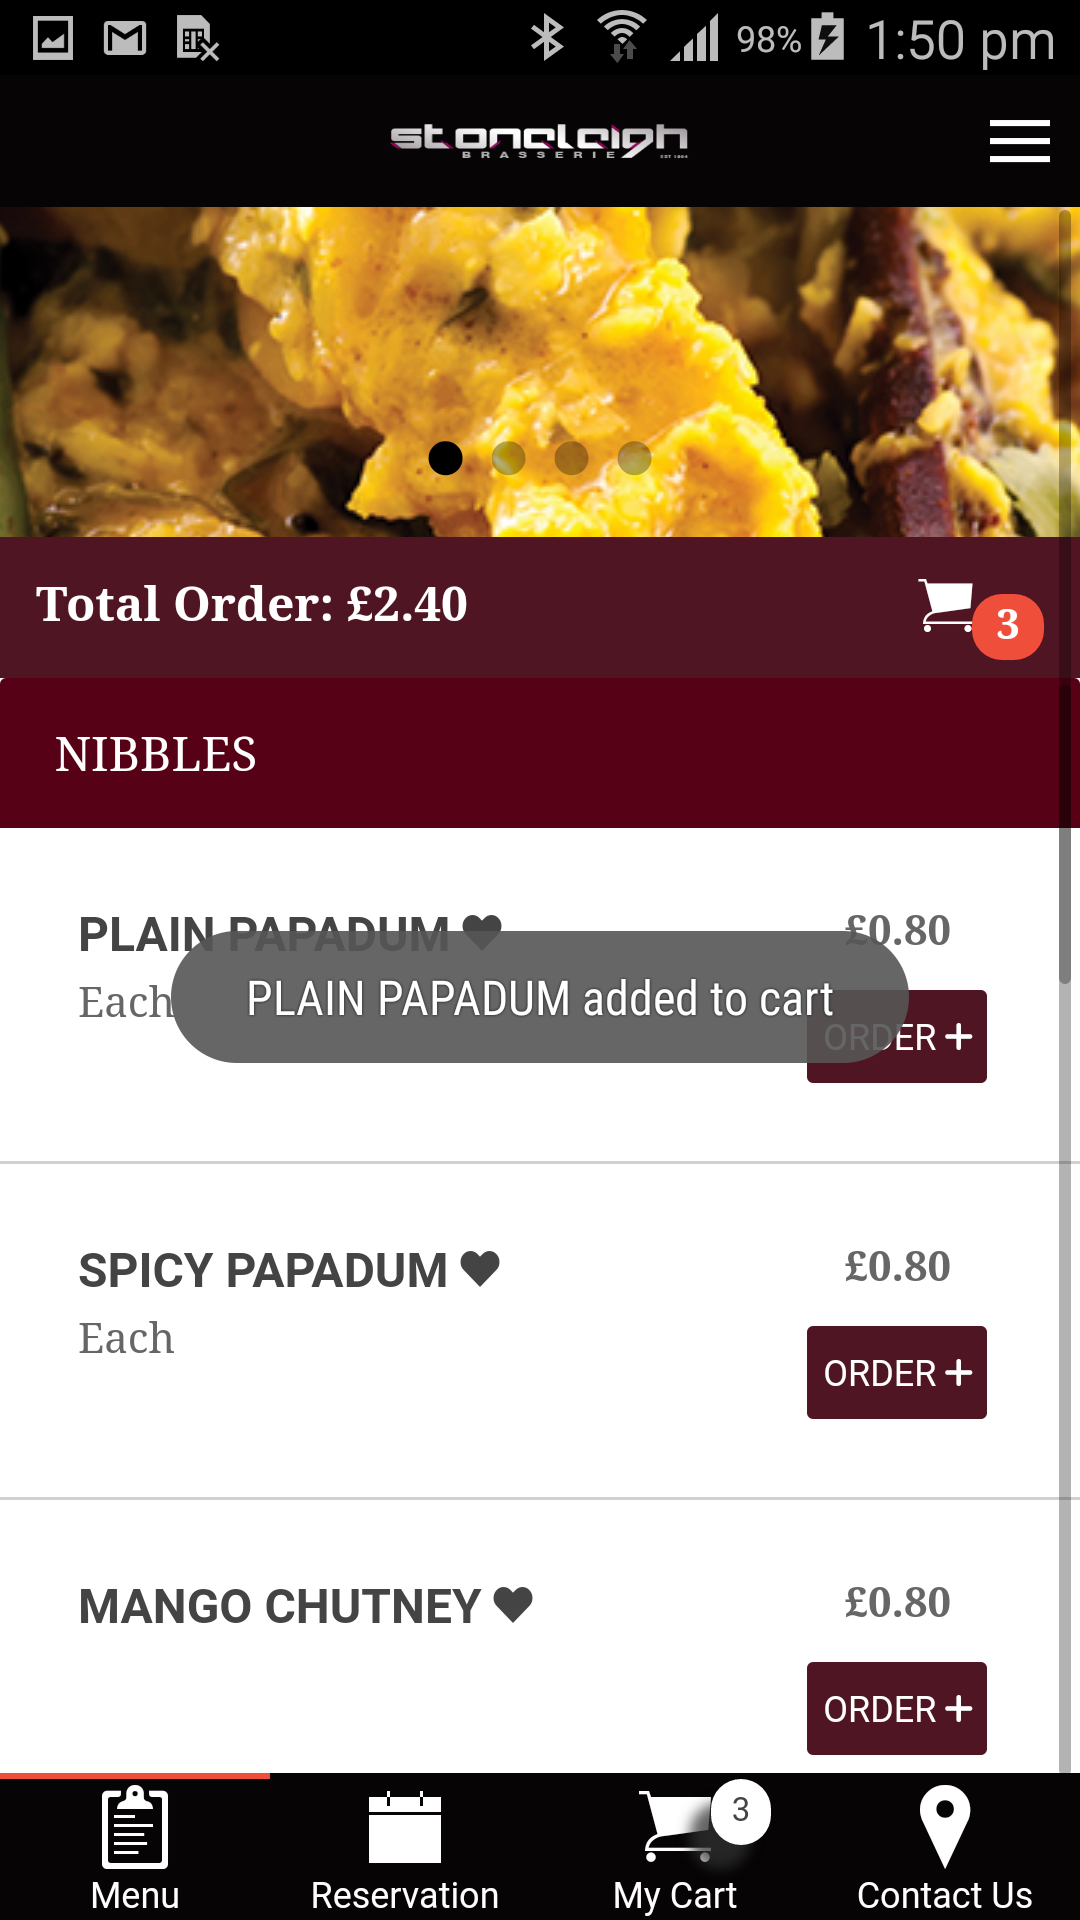 98% 1:50 pm
stoneleigh
BRASSERIE EST 1994
Total Order: £2.40
3
NIBBLES
PLAIN PAPADUM
£0.80
Each
PLAIN PAPADUM added to cart
ORDER +
SPICY PAPADUM
£0.80
Each
ORDER +
MANGO CHUTNEY
£0.80
ORDER +
3
Menu
Reservation
My Cart
Contact Us